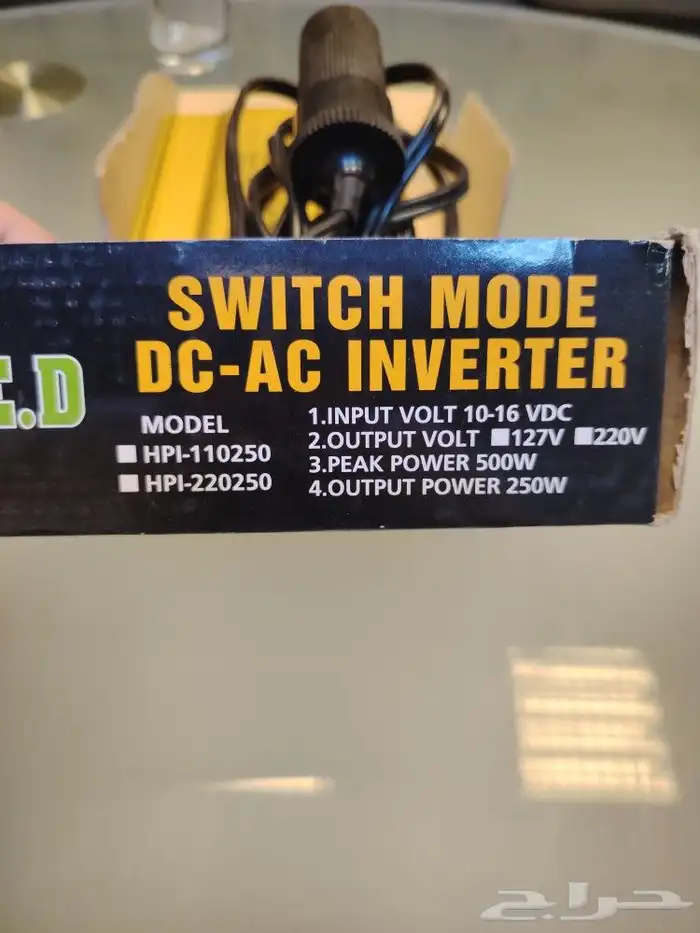 SWITCH MODE
DC-AC INVERTER
E.D
MODEL
HPI-110250
HPI-220250
1.INPUT VOLT 10-16 VDC
2.OUTPUT VOLT 127V 220V
3.PEAK POWER 500W
4.OUTPUT POWER 250W
حراج